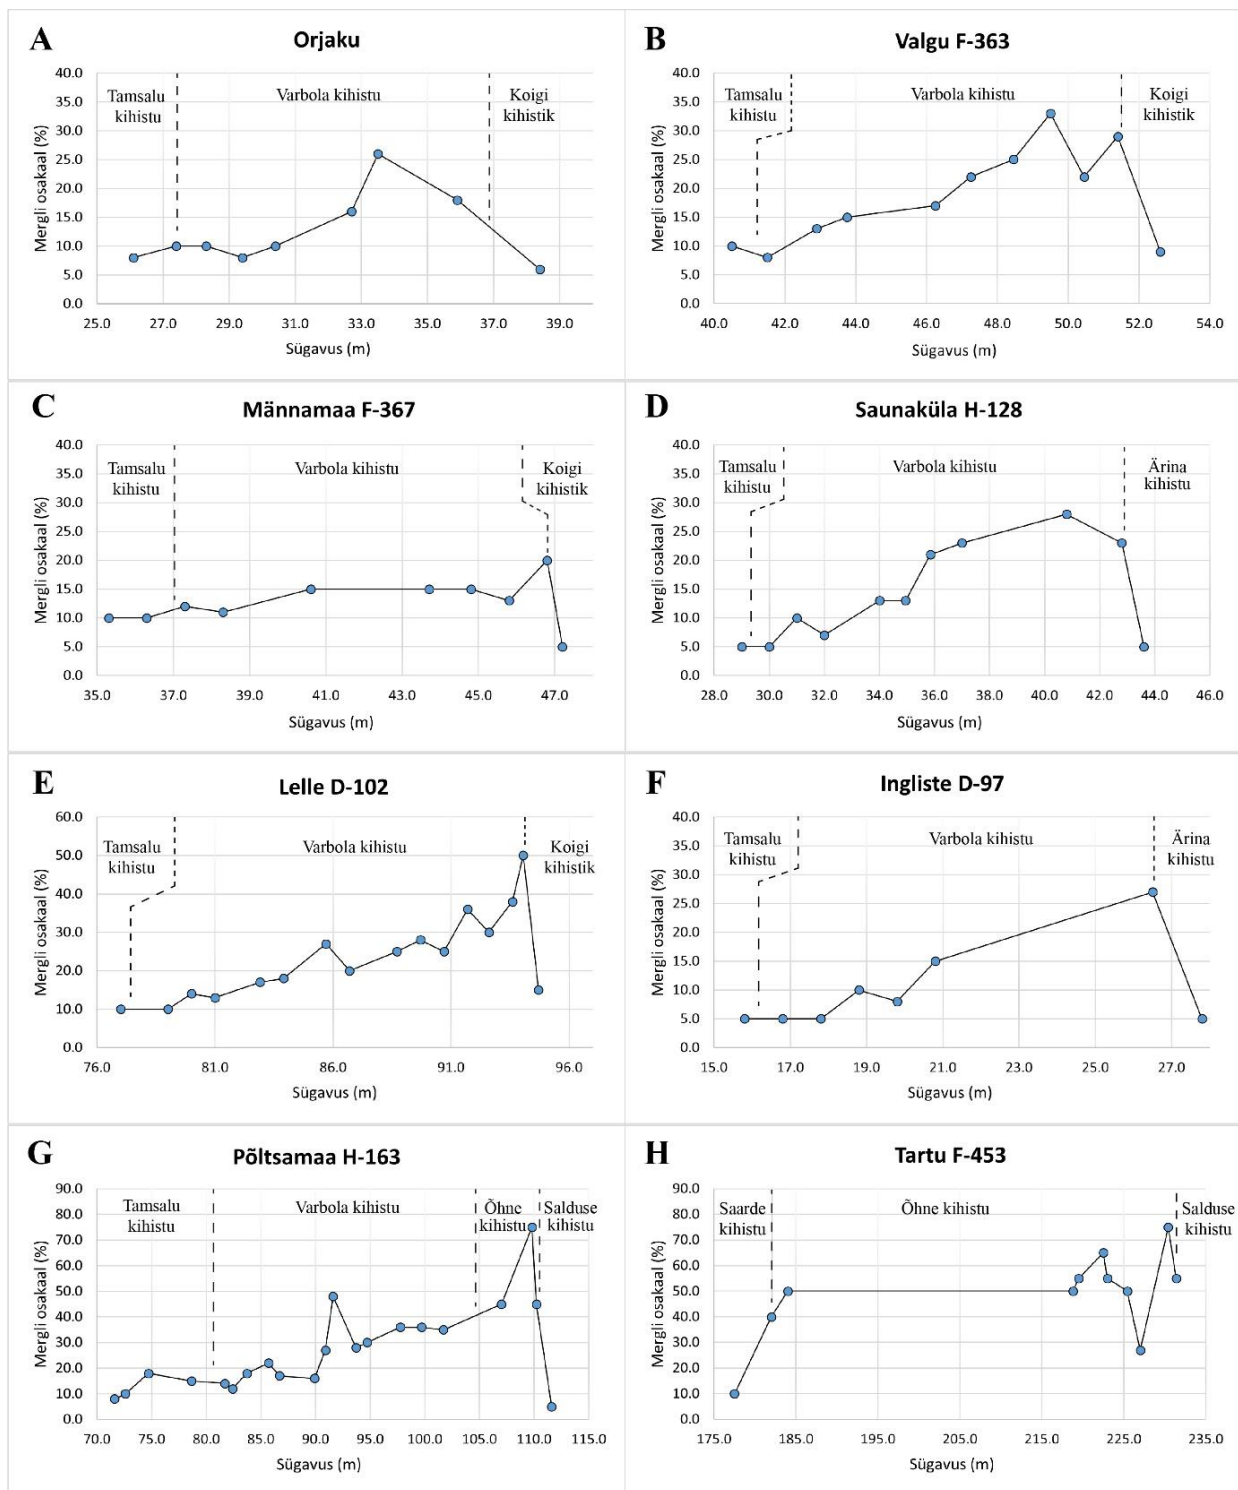 A
Orjaku
40.0
35.0
30.0
25.0
20.0
15.0
10.0
5.0
0.0
Mergli osakaal (%)
Tamsalu
kihistu
Varbola kihistu
Koigi
kihistik
25.0 27.0 29.0 31.0 33.0 35.0 37.0 39.0
Sügavus (m)
B
Valgu F-363
40.0
35.0
30.0
25.0
20.0
15.0
10.0
5.0
0.0
Mergli osakaal (%)
Tamsalu
kihistu
Varbola kihistu
Koigi
kihistik
40.0 42.0 44.0 46.0 48.0 50.0 52.0 54.0
Sügavus (m)
C
Männamaa F-367
40.0
35.0
30.0
25.0
20.0
15.0
10.0
5.0
0.0
Mergli osakaal (%)
Tamsalu
kihistu
Varbola kihistu
Koigi
kihistik
35.0 37.0 39.0 41.0 43.0 45.0 47.0
Sügavus (m)
D
Saunaküla H-128
40.0
35.0
30.0
25.0
20.0
15.0
10.0
5.0
0.0
Mergli osakaal (%)
Tamsalu
kihistu
Varbola kihistu
Ärina
kihistu
28.0 30.0 32.0 34.0 36.0 38.0 40.0 42.0 44.0 46.0
Sügavus (m)
E
Lelle D-102
60.0
50.0
40.0
30.0
20.0
10.0
0.0
Mergli osakaal (%)
Tamsalu
kihistu
Varbola kihistu
Koigi
kihistik
76.0 81.0 86.0 91.0 96.0
Sügavus (m)
F
Ingliste D-97
40.0
35.0
30.0
25.0
20.0
15.0
10.0
5.0
0.0
Mergli osakaal (%)
Tamsalu
kihistu
Varbola kihistu
Ärina
kihistu
15.0 17.0 19.0 21.0 23.0 25.0 27.0
Sügavus (m)
G
Põltsamaa H-163
90.0
80.0
70.0
60.0
50.0
40.0
30.0
20.0
10.0
0.0
Mergli osakaal (%)
Tamsalu
kihistu
Varbola kihistu
Õhne
kihistu
Salduse
kihistu
70.0 75.0 80.0 85.0 90.0 95.0 100.0 105.0 110.0 115.0
Sügavus (m)
H
Tartu F-453
90.0
80.0
70.0
60.0
50.0
40.0
30.0
20.0
10.0
0.0
Mergli osakaal (%)
Saarde
kihistu
Õhne kihistu
Salduse
kihistu
175.0 185.0 195.0 205.0 215.0 225.0 235.0
Sügavus (m)